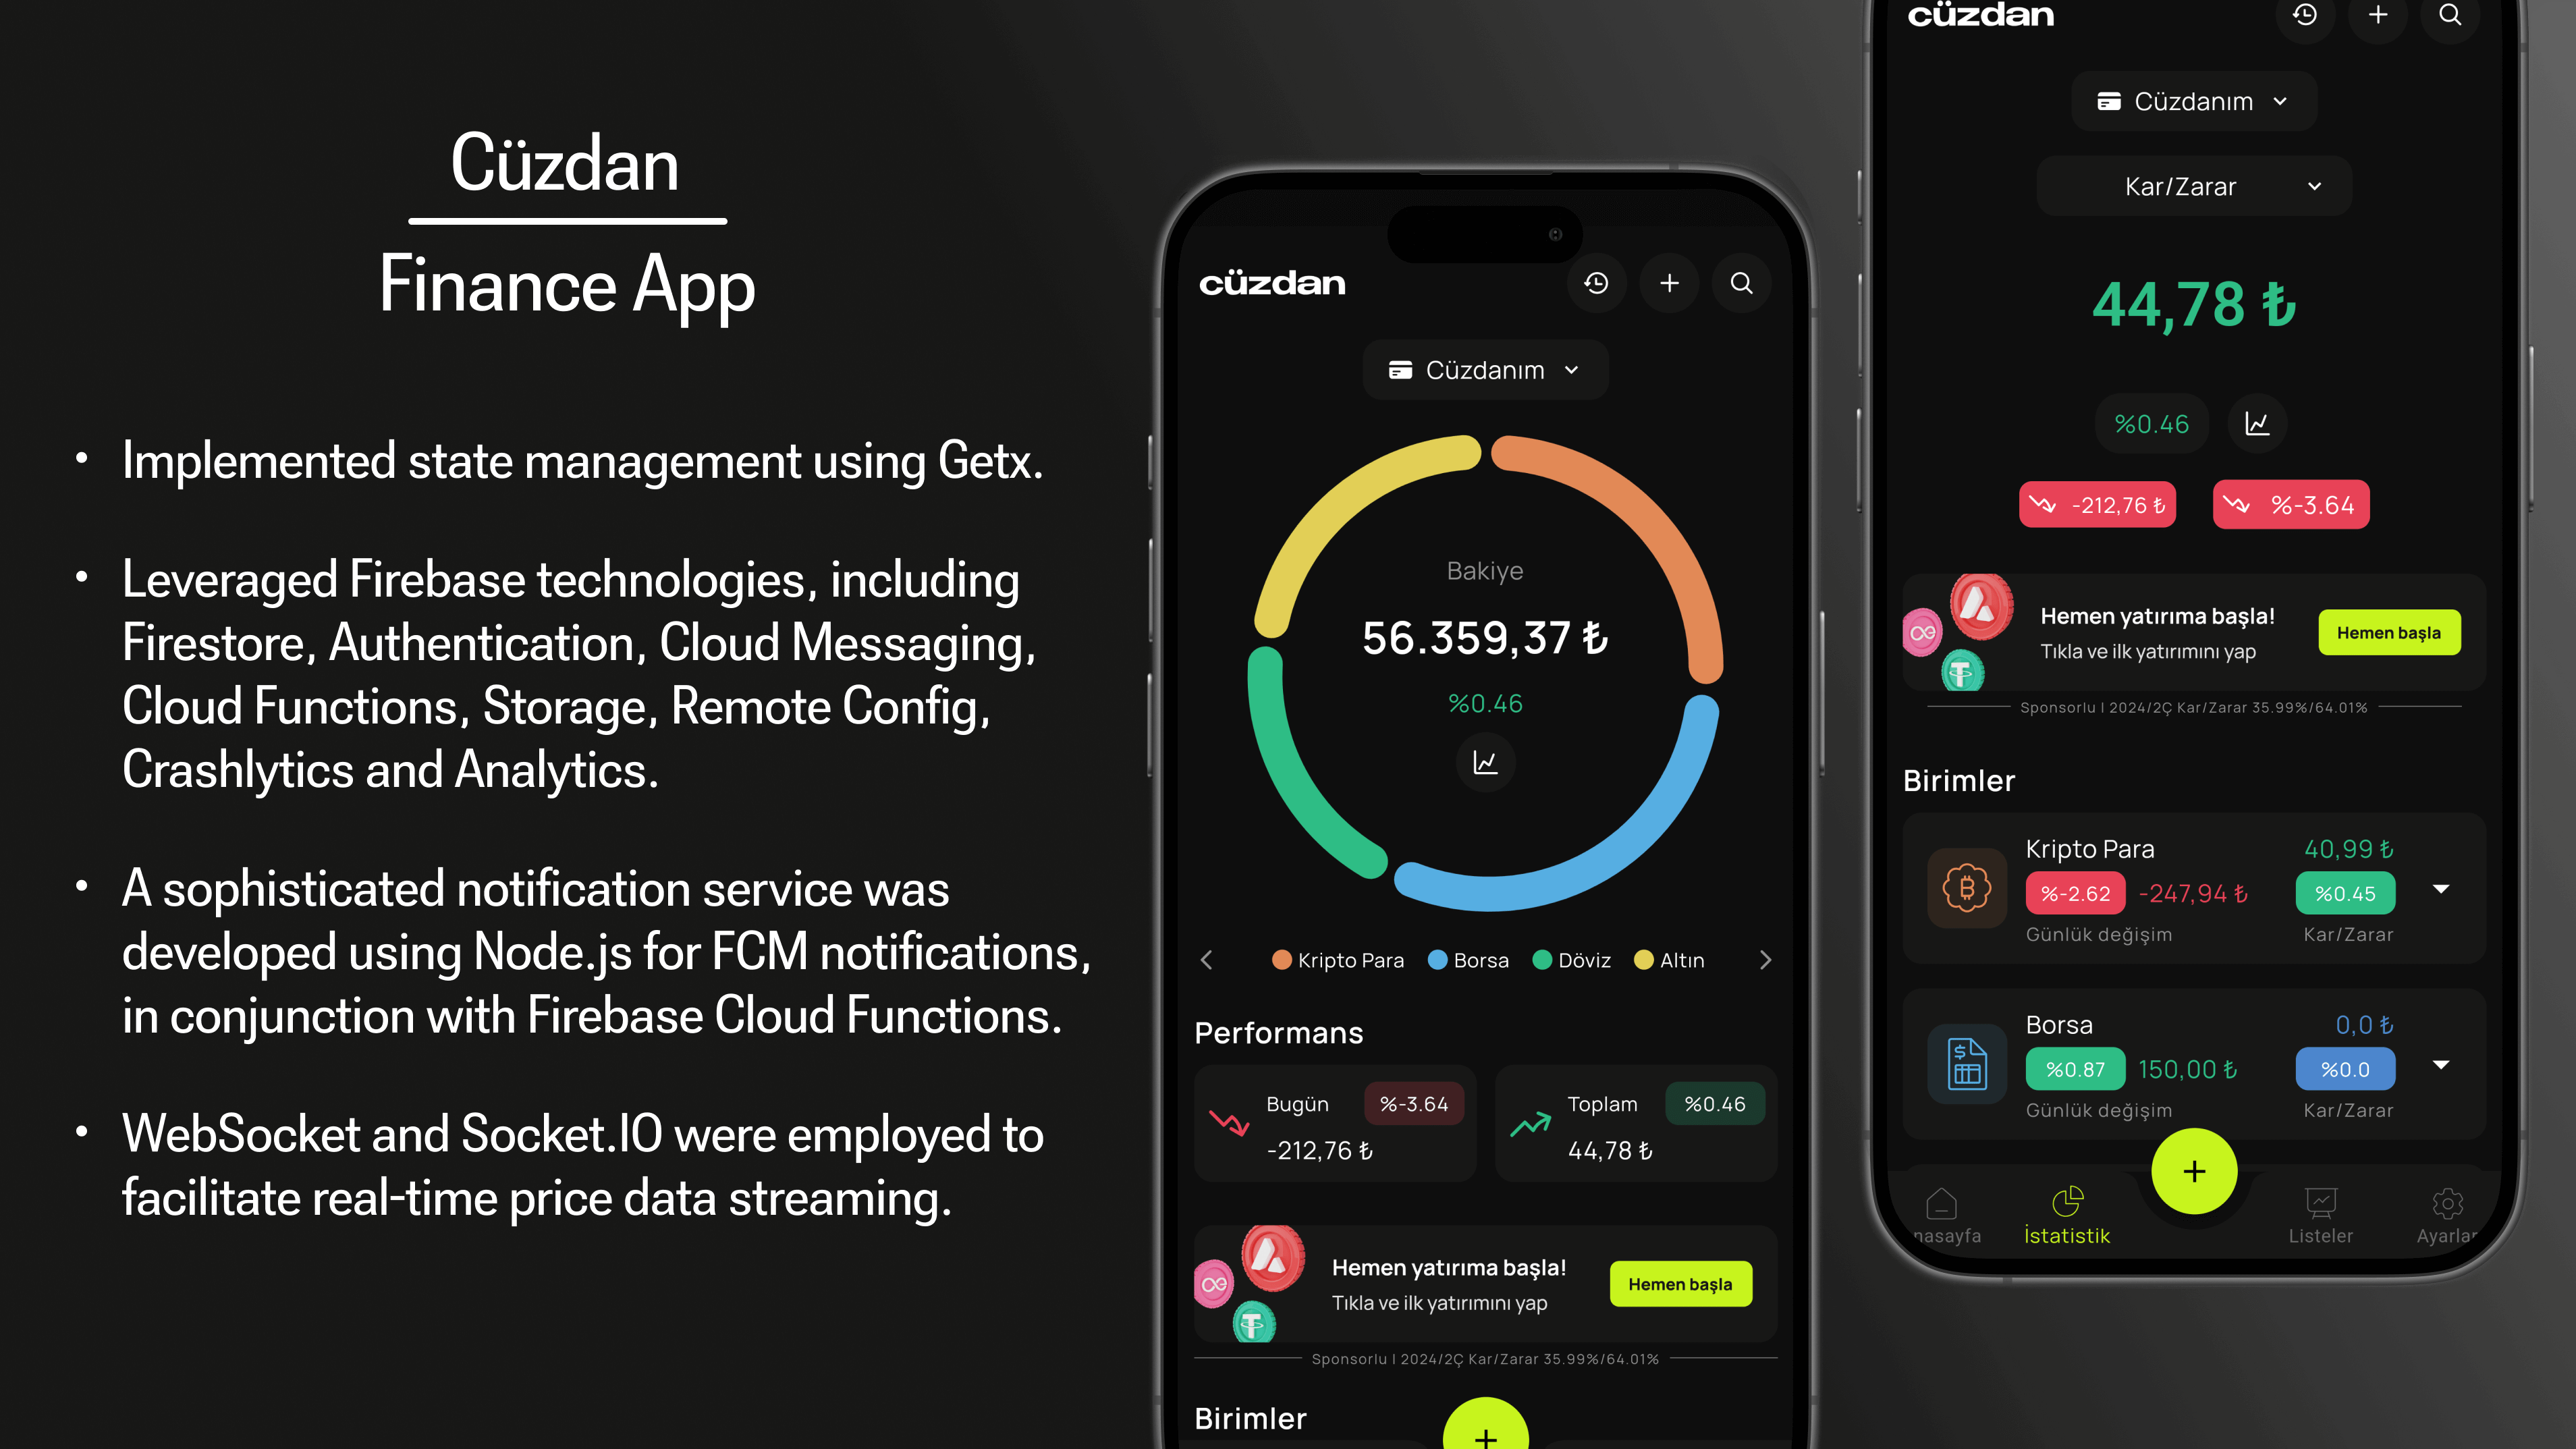 Cüzdan
Finance App
• Implemented state management using Getx.
• Leveraged Firebase technologies, including
Firestore, Authentication, Cloud Messaging,
Cloud Functions, Storage, Remote Config,
Crashlytics and Analytics.
• A sophisticated notification service was
developed using Node.js for FCM notifications,
in conjunction with Firebase Cloud Functions.
• WebSocket and Socket.IO were employed to
facilitate real-time price data streaming.
cüzdan
Cüzdanım
Bakiye
56.359,37 ₺
%0.46
Kripto Para Borsa Döviz Altın
Performans
Bugün %-3.64
-212,76 ₺
Toplam %0.46
44,78 ₺
Hemen yatırıma başla!
Tıkla ve ilk yatırımını yap
Hemen başla
Sponsorlu | 2024/2Ç Kar/Zarar 35.99%/64.01%
Birimler
cüzdan
Cüzdanım
Kar/Zarar
44,78 ₺
%0.46
-212,76 ₺ %-3.64
Hemen yatırıma başla!
Tıkla ve ilk yatırımını yap
Hemen başla
Sponsorlu | 2024/2Ç Kar/Zarar 35.99%/64.01%
Birimler
Kripto Para 40,99 ₺
%-2.62 -247,94 ₺ %0.45
Günlük değişim Kar/Zarar
Borsa 0,0 ₺
%0.87 150,00 ₺ %0.0
Günlük değişim Kar/Zarar
nasayfa İstatistik Listeler Ayarlar